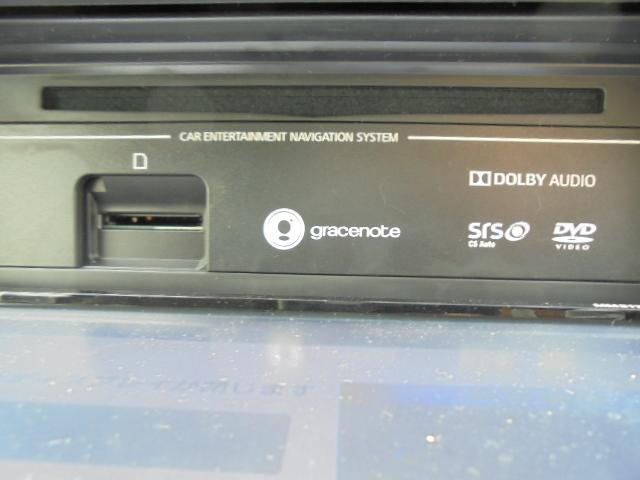 CAR ENTERTAINMENT NAVIGATION SYSTEM
DOLBY AUDIO
gracenote
SRS
CS Auto
DVD
VIDEO